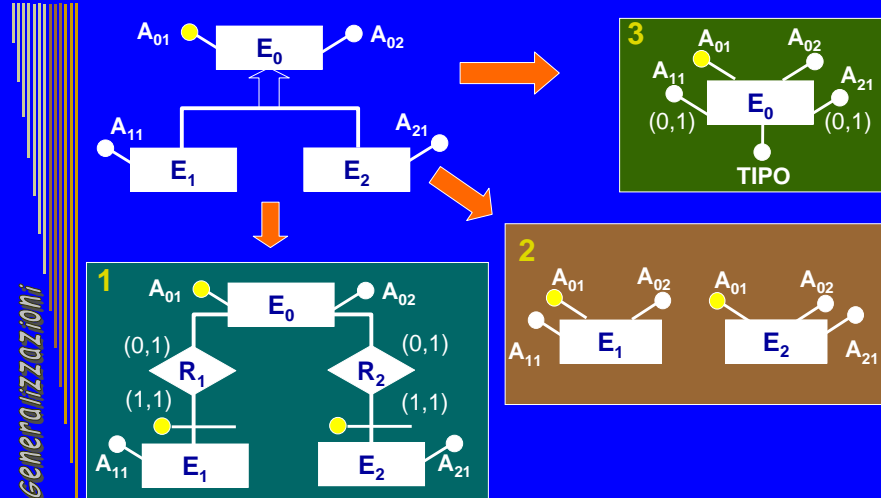 Generalizzazioni
A₀₁ E₀ A₀₂
A₁₁ E₁
A₂₁ E₂
3
A₀₁ A₀₂
A₁₁ E₀ A₂₁
(0,1) (0,1)
TIPO
1
A₀₁ E₀ A₀₂
(0,1) (0,1)
R₁ R₂
(1,1) (1,1)
A₁₁ E₁ E₂ A₂₁
2
A₀₁ A₀₂ A₀₁ A₀₂
A₁₁ E₁ E₂ A₂₁